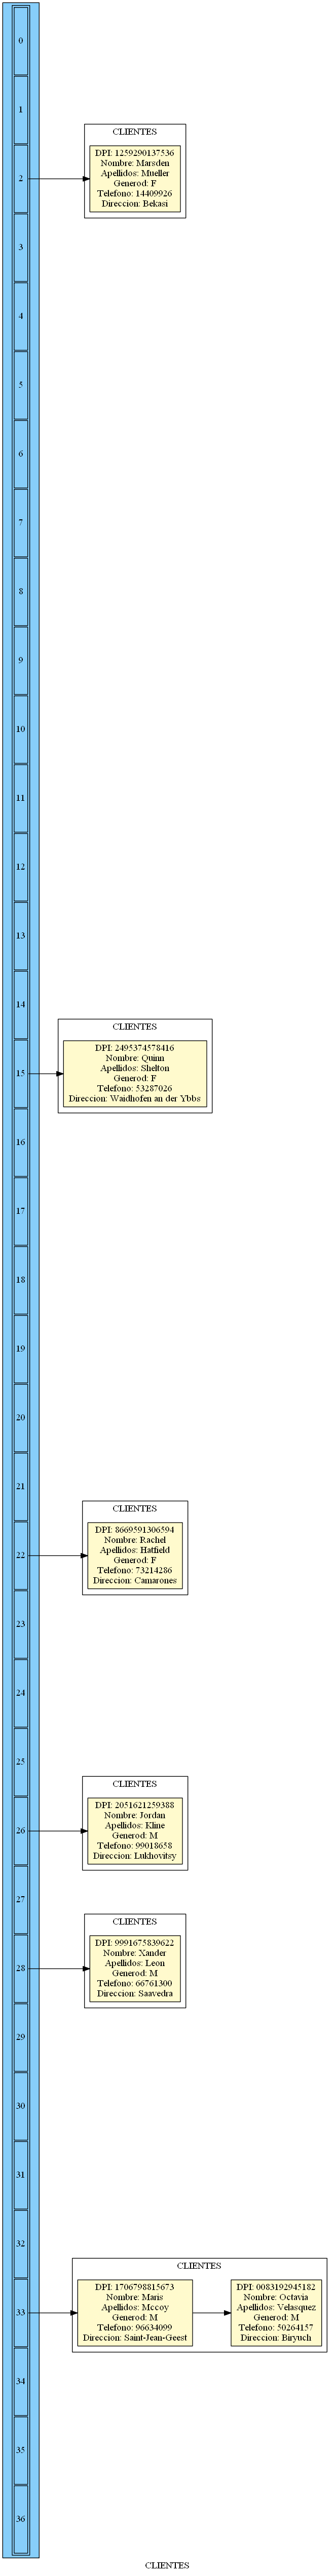 0
1
2
CLIENTES
DPI: 1259290137536
Nombre: Marsden
Apellidos: Mueller
Generod: F
Telefono: 14409926
Direccion: Bekasi
3
4
5
6
7
8
9
10
11
12
13
14
15
CLIENTES
DPI: 2495374578416
Nombre: Quinn
Apellidos: Shelton
Generod: F
Telefono: 53287026
Direccion: Waidhofen an der Ybbs
16
17
18
19
20
21
22
CLIENTES
DPI: 8669591306594
Nombre: Rachel
Apellidos: Hatfield
Generod: F
Telefono: 73214286
Direccion: Camarones
23
24
25
26
CLIENTES
DPI: 2051621259388
Nombre: Jordan
Apellidos: Kline
Generod: M
Telefono: 99018658
Direccion: Lukhovitsy
27
28
CLIENTES
DPI: 9991675839622
Nombre: Xander
Apellidos: Leon
Generod: M
Telefono: 66761300
Direccion: Saavedra
29
30
31
32
33
CLIENTES
DPI: 1706798815673
Nombre: Maris
Apellidos: Mccoy
Generod: M
Telefono: 96634099
Direccion: Saint-Jean-Geest
DPI: 0083192945182
Nombre: Octavia
Apellidos: Velasquez
Generod: M
Telefono: 50264157
Direccion: Biryuch
34
35
36
CLIENTES